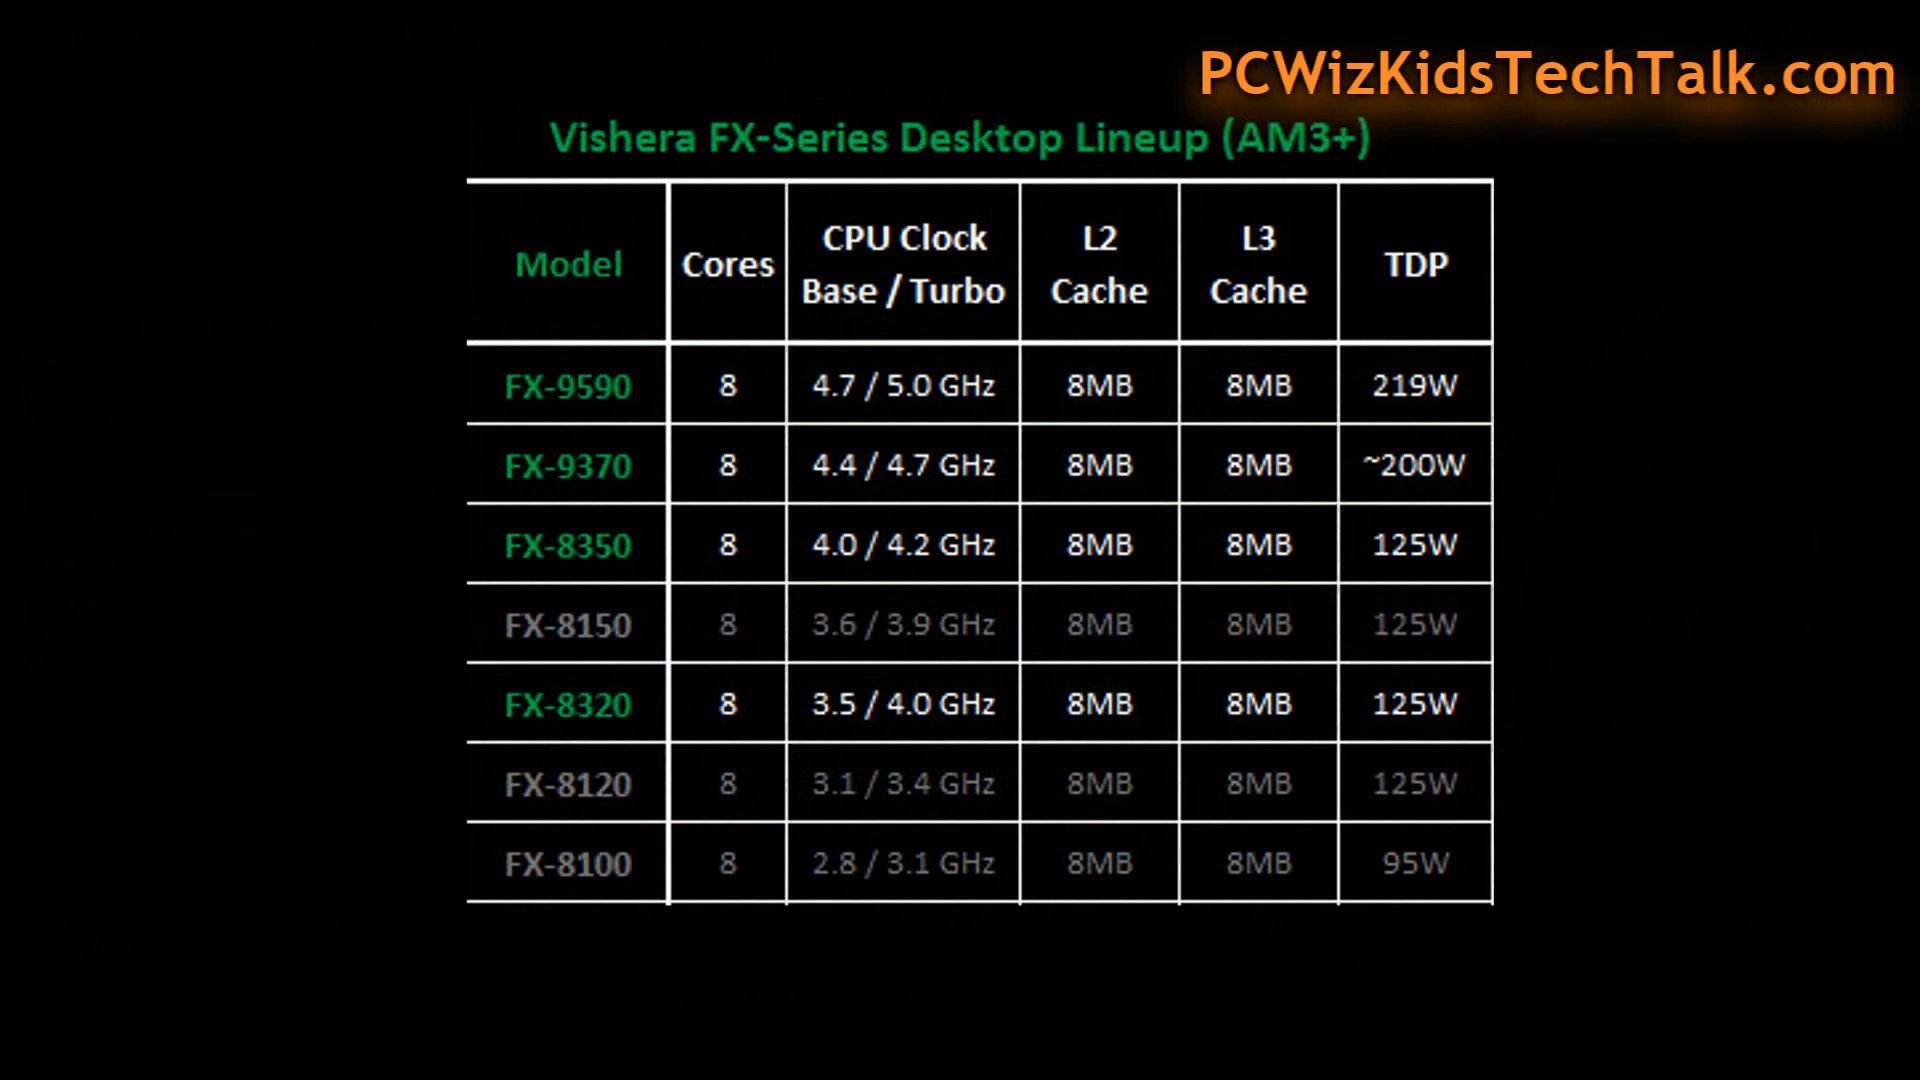 PCWizKidsTechTalk.com
Vishera FX-Series Desktop Lineup (AM3+)
Model Cores CPU Clock Base / Turbo L2 Cache L3 Cache TDP
FX-9590 8 4.7 / 5.0 GHz 8MB 8MB 219W
FX-9370 8 4.4 / 4.7 GHz 8MB 8MB ~200W
FX-8350 8 4.0 / 4.2 GHz 8MB 8MB 125W
FX-8150 8 3.6 / 3.9 GHz 8MB 8MB 125W
FX-8320 8 3.5 / 4.0 GHz 8MB 8MB 125W
FX-8120 8 3.1 / 3.4 GHz 8MB 8MB 125W
FX-8100 8 2.8 / 3.1 GHz 8MB 8MB 95W